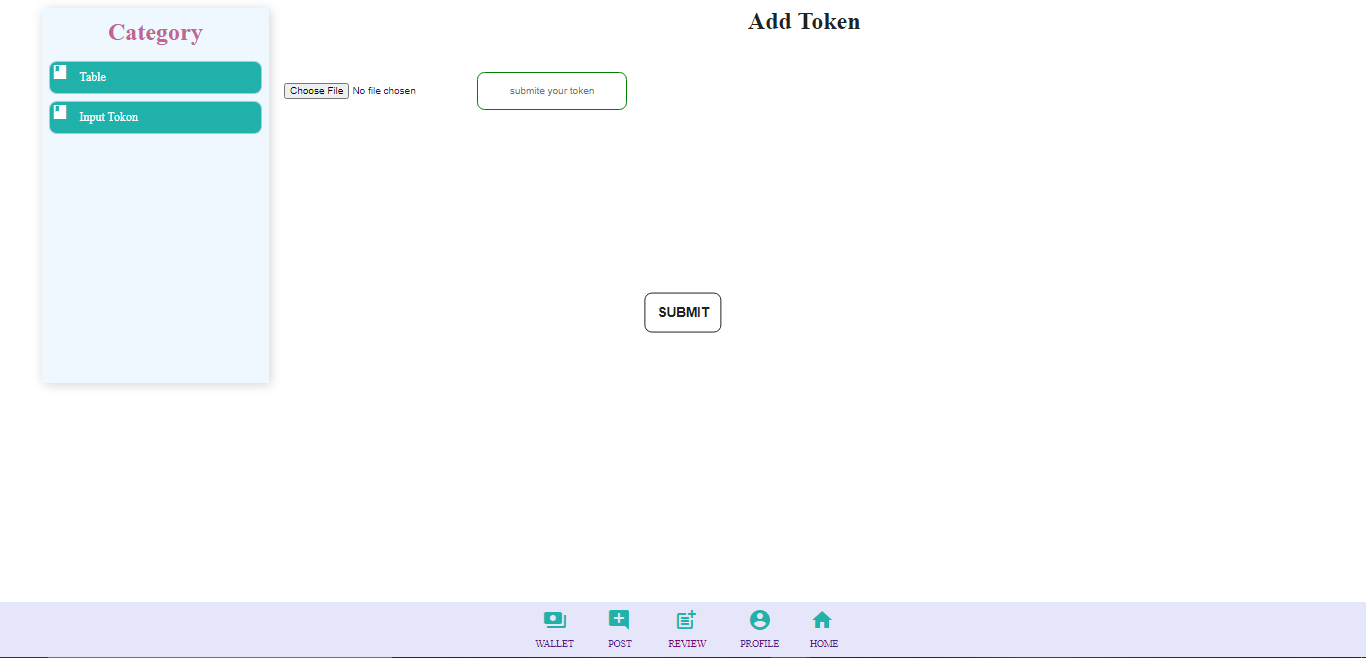 Category
Table
Input Tokon
Add Token
Choose File No file chosen
submite your token
SUBMIT
WALLET POST REVIEW PROFILE HOME